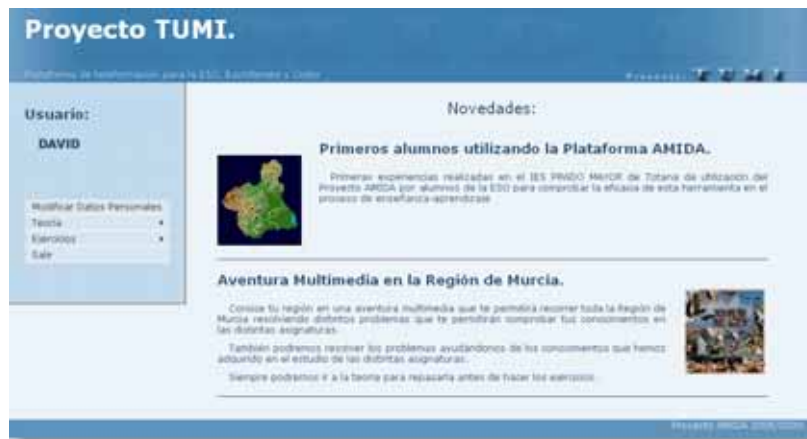 Proyecto TUMI.
Plataforma de teleformación para la ESO, Bachillerato y Ciclos
Proyecto: T U M I
Usuario:
DAVID
Modificar Datos Personales
Teoría
Ejercicios
Salir
Novedades:
Primeros alumnos utilizando la Plataforma AMIDA.
Primeras experiencias realizadas en el IES PRADO MAYOR de Totana de utilización del
Proyecto AMIDA por alumnos de la ESO para comprobar la eficacia de esta herramienta en el
proceso de enseñanza-aprendizaje
Aventura Multimedia en la Región de Murcia.
Conoce tu región en una aventura multimedia que te permitirá recorrer toda la Región de
Murcia resolviendo distintos problemas que te permitirán comprobar tus conocimientos en
las distintas asignaturas.
También podremos resolver los problemas ayudándonos de los conocimientos que hemos
adquirido en el estudio de las distintas asignaturas.
Siempre podremos ir a la teoría para repasarla antes de hacer los ejercicios.
Proyecto AMIDA